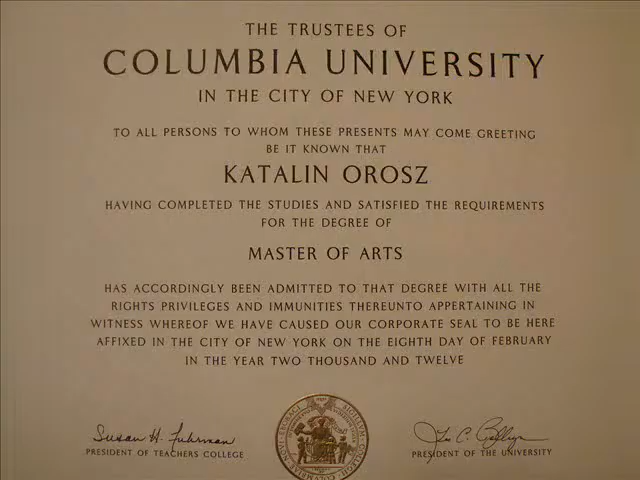 THE TRUSTEES OF
COLUMBIA UNIVERSITY
IN THE CITY OF NEW YORK
TO ALL PERSONS TO WHOM THESE PRESENTS MAY COME GREETING
BE IT KNOWN THAT
KATALIN OROSZ
HAVING COMPLETED THE STUDIES AND SATISFIED THE REQUIREMENTS
FOR THE DEGREE OF
MASTER OF ARTS
HAS ACCORDINGLY BEEN ADMITTED TO THAT DEGREE WITH ALL THE
RIGHTS PRIVILEGES AND IMMUNITIES THEREUNTO APPERTAINING IN
WITNESS WHEREOF WE HAVE CAUSED OUR CORPORATE SEAL TO BE HERE
AFFIXED IN THE CITY OF NEW YORK ON THE EIGHTH DAY OF FEBRUARY
IN THE YEAR TWO THOUSAND AND TWELVE
Susan H. Fuhrman
PRESIDENT OF TEACHERS COLLEGE
PRESIDENT OF THE UNIVERSITY